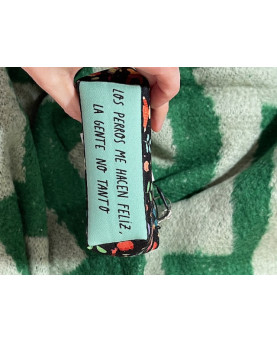 LOS PERROS ME HACEN FELIZ,
LA GENTE NO TANTO